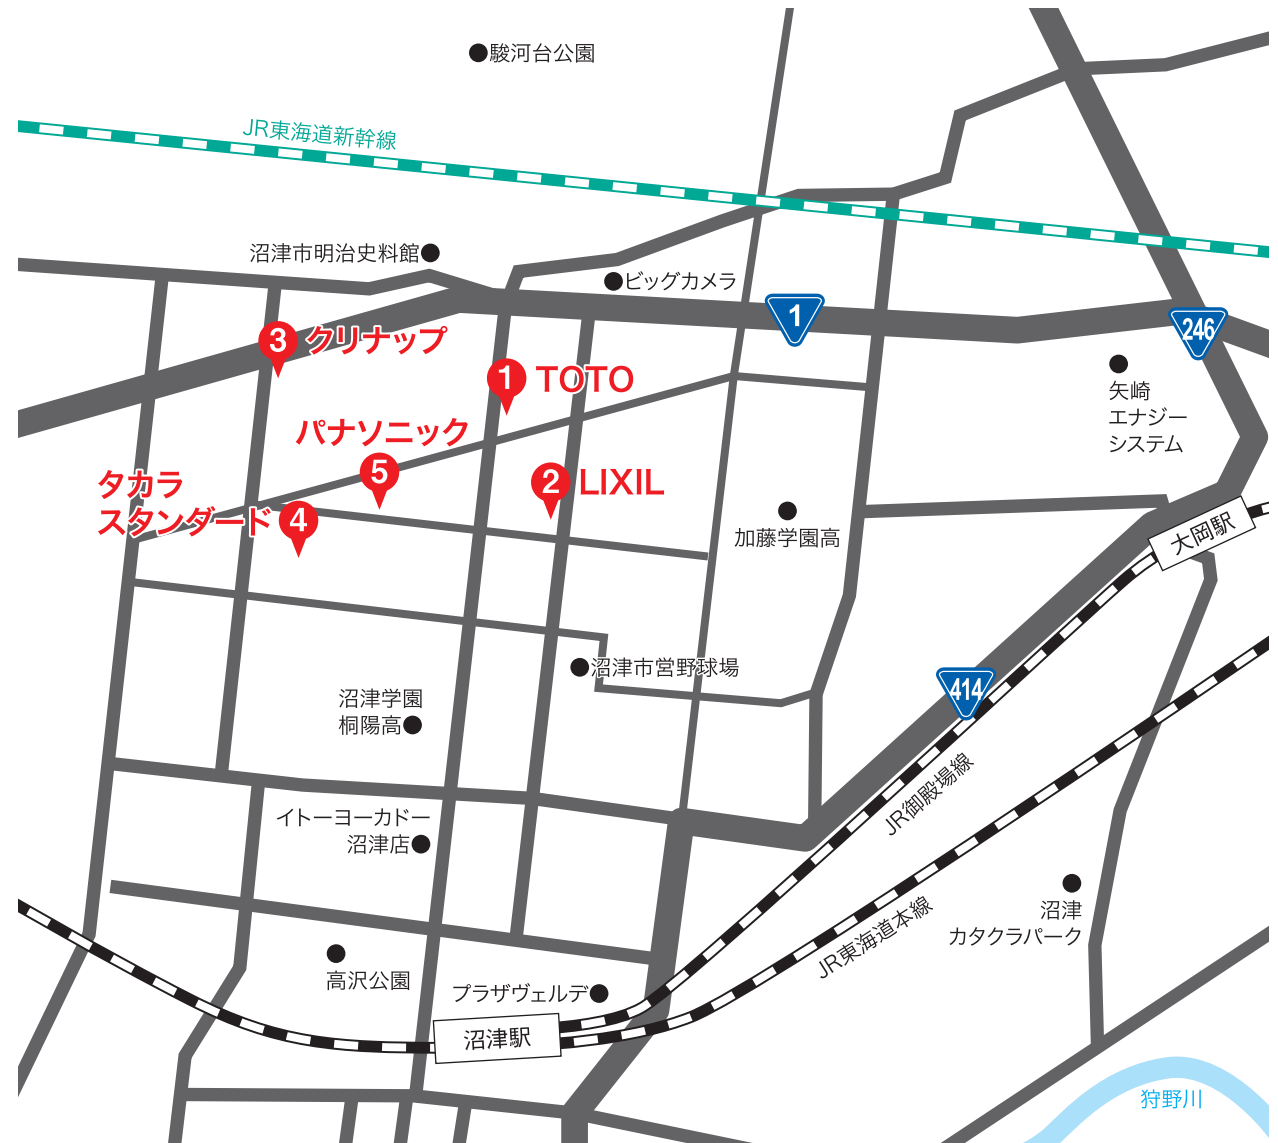 駿河台公園
JR東海道新幹線
沼津市明治史料館
ビッグカメラ
1
246
3 クリナップ
1 TOTO
矢崎
エナジー
システム
パナソニック
5
2 LIXIL
タカラ
スタンダード 4
加藤学園高
大岡駅
沼津市営野球場
414
沼津学園
桐陽高
JR御殿場線
イトーヨーカドー
沼津店
沼津
カタクラパーク
JR東海道本線
高沢公園
プラザヴェルデ
沼津駅
狩野川